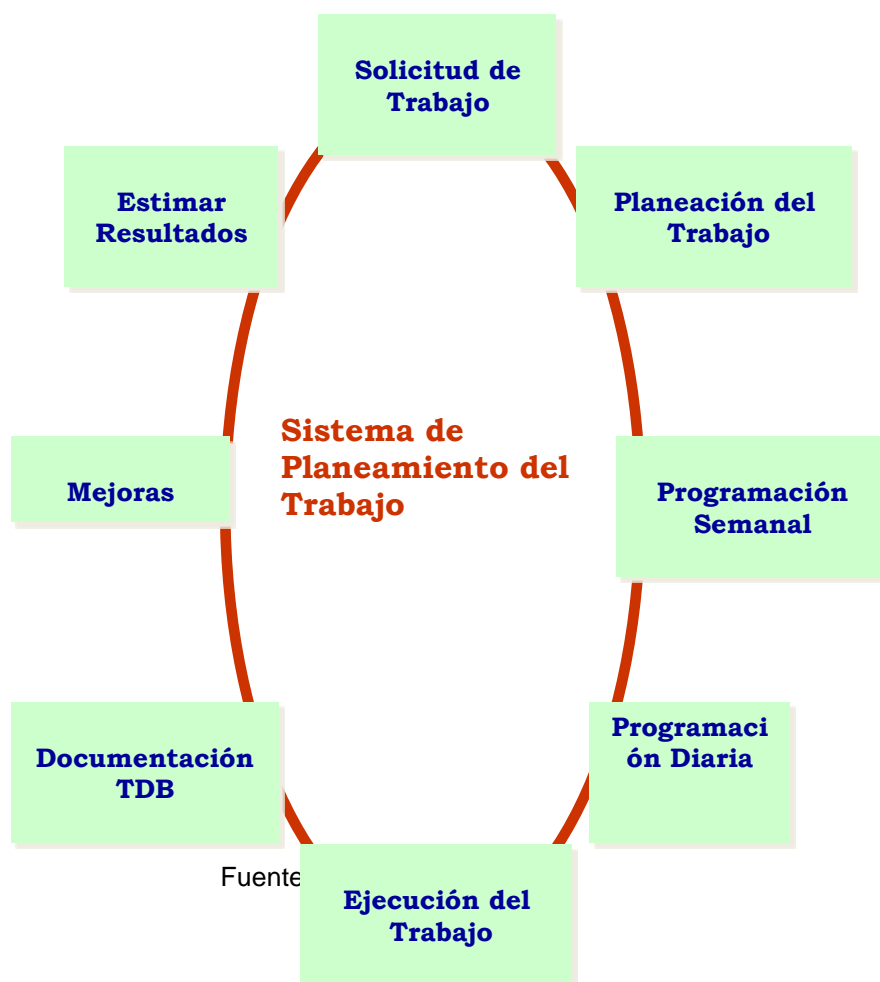 Solicitud de
Trabajo
Estimar
Resultados
Planeación del
Trabajo
Sistema de
Planeamiento del
Trabajo
Mejoras
Programación
Semanal
Documentación
TDB
Programaci
ón Diaria
Fuente
Ejecución del
Trabajo